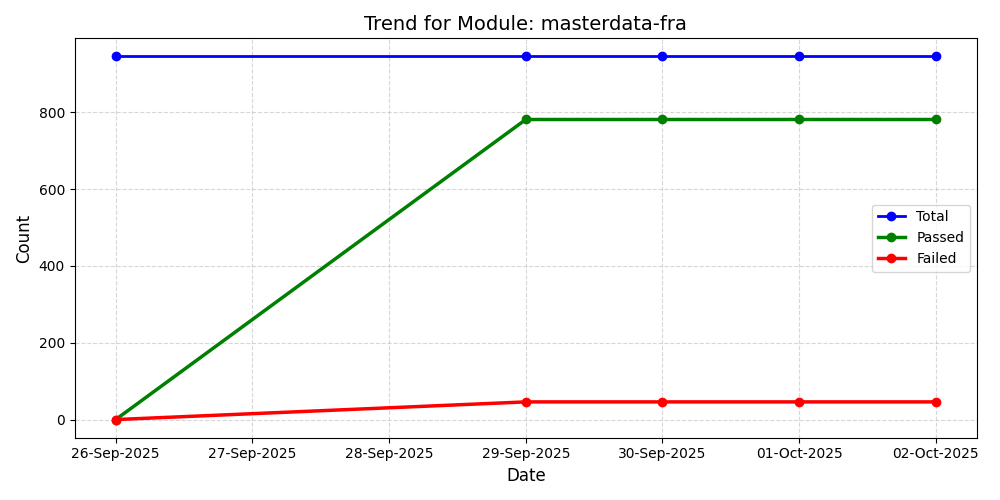 Trend for Module: masterdata-fra
Count
800
600
400
200
0
Total
Passed
Failed
26-Sep-2025
27-Sep-2025
28-Sep-2025
29-Sep-2025
30-Sep-2025
01-Oct-2025
02-Oct-2025
Date